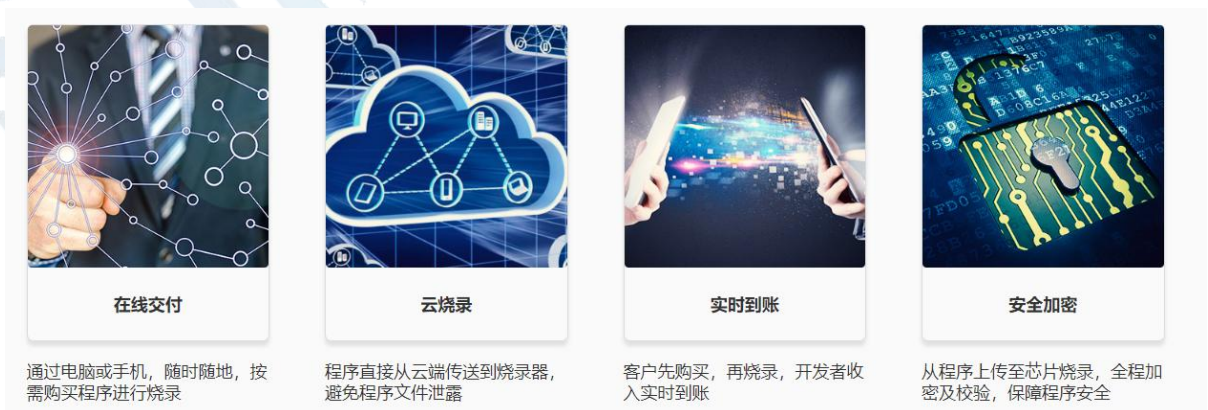 在线交付
云烧录
实时到账
安全加密
通过电脑或手机，随时随地，按
需购买程序进行烧录
程序直接从云端传送到烧录器，
避免程序文件泄露
客户先购买，再烧录，开发者收
入实时到账
从程序上传至芯片烧录，全程加
密及校验，保障程序安全